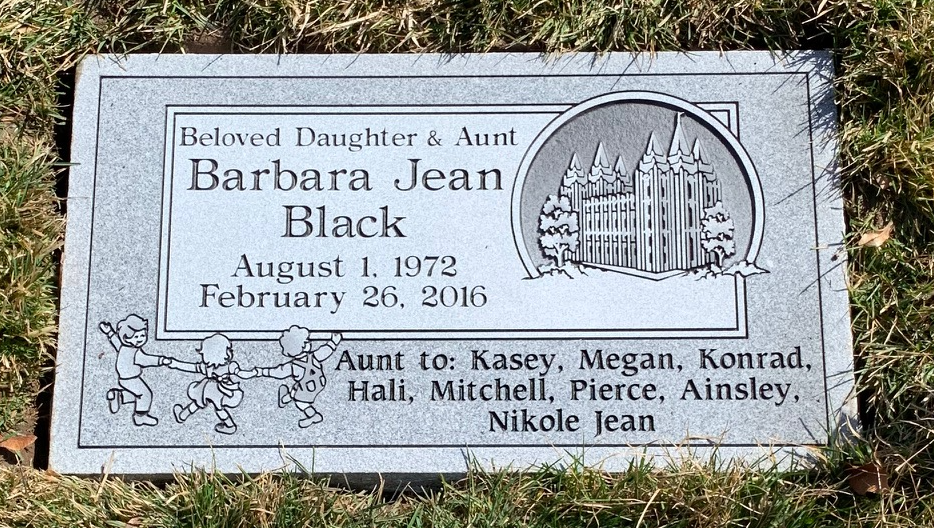 Beloved Daughter & Aunt
Barbara Jean
Black
August 1, 1972
February 26, 2016
Aunt to: Kasey, Megan, Konrad,
Hali, Mitchell, Pierce, Ainsley,
Nikole Jean